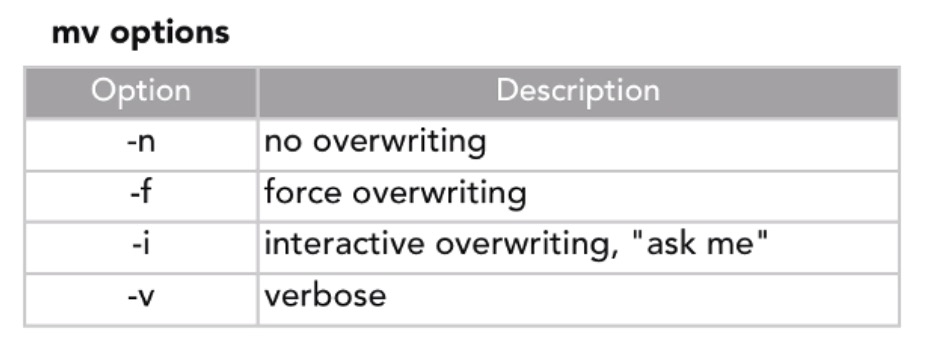 mv options
Option Description
-n no overwriting
-f force overwriting
-i interactive overwriting, "ask me"
-v verbose